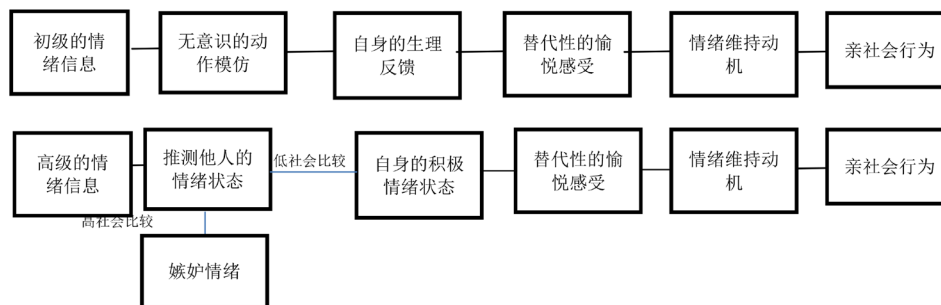 初级的情
绪信息
无意识的动
作模仿
自身的生理
反馈
替代性的愉
悦感受
情绪维持动
机
亲社会行为
高级的情
绪信息
推测他人的
情绪状态
低社会比较
自身的积极
情绪状态
替代性的愉
悦感受
情绪维持动
机
亲社会行为
高社会比较
嫉妒情绪